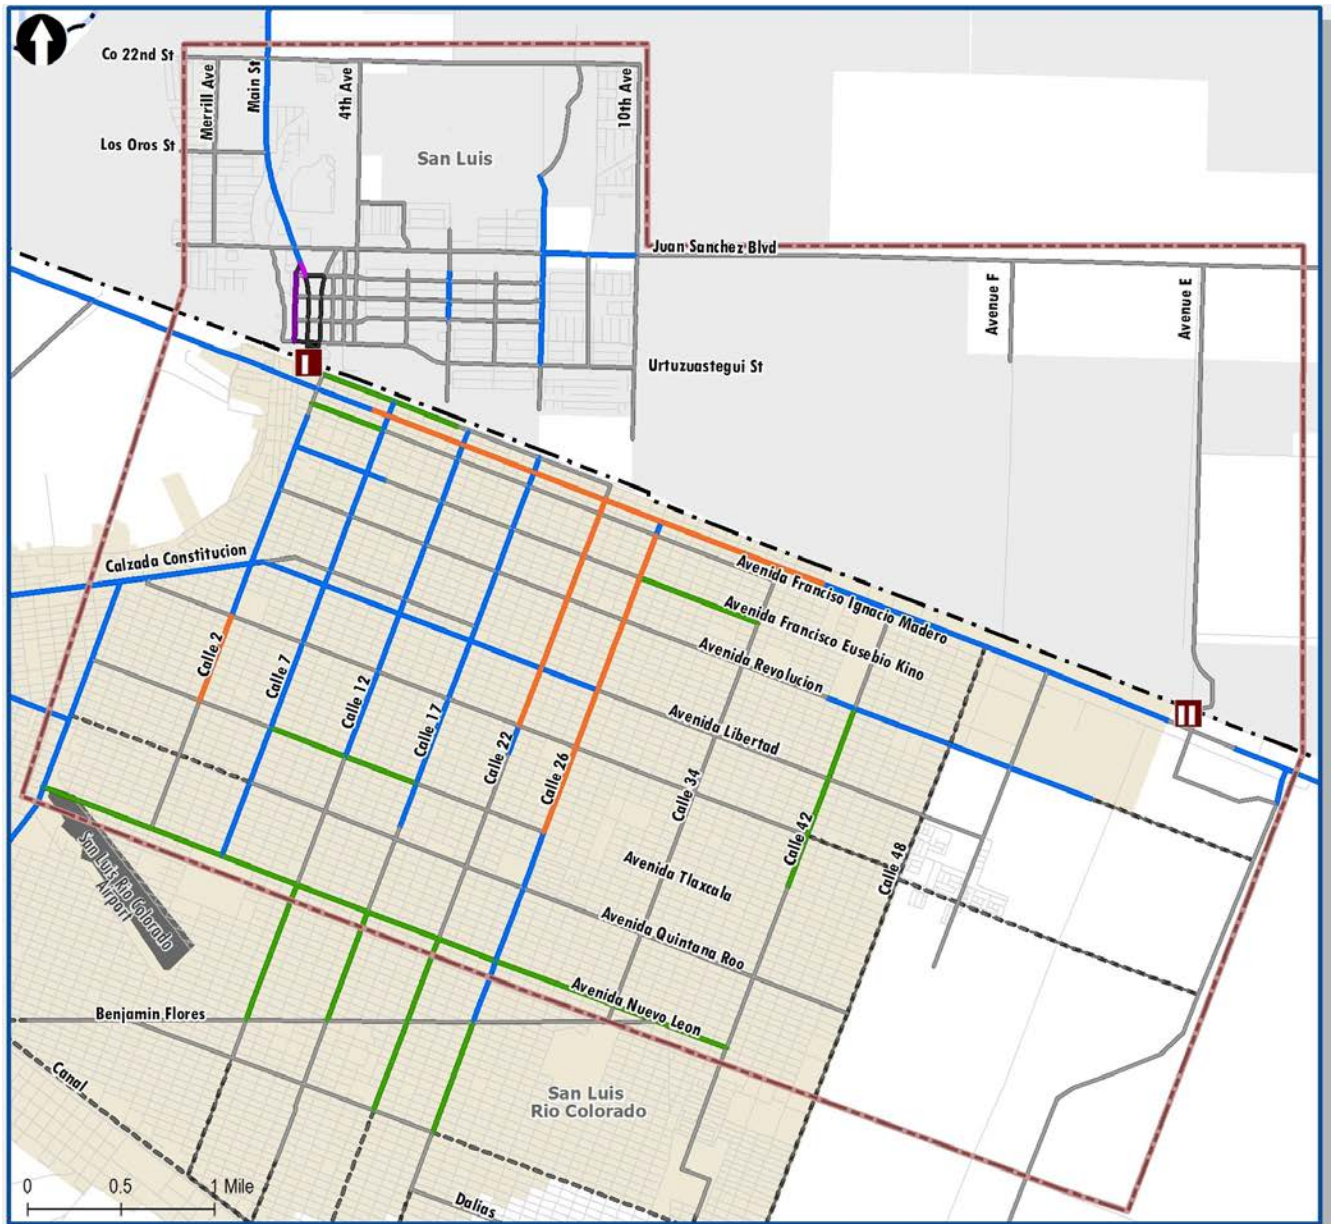 Co 22nd St
Merrill Ave
Main St
4th Ave
10th Ave
Los Oros St
San Luis
Juan Sanchez Blvd
Avenue F
Avenue E
I
Urtuzuastegui St
Calzada Constitucion
Avenida Franciso Ignacio Madero
Avenida Francisco Eusebio Kino
Avenida Revolucion
Calle 2
Calle 7
Calle 12
Calle 17
Calle 22
Calle 26
Avenida Libertad
II
Calle 34
Calle 42
Calle 48
San Luis Rio Colorado
Airport
Avenida Tlaxcala
Avenida Quintana Roo
Avenida Nuevo Leon
Benjamin Flores
Canal
San Luis
Rio Colorado
0 0.5 1 Mile
Dalias